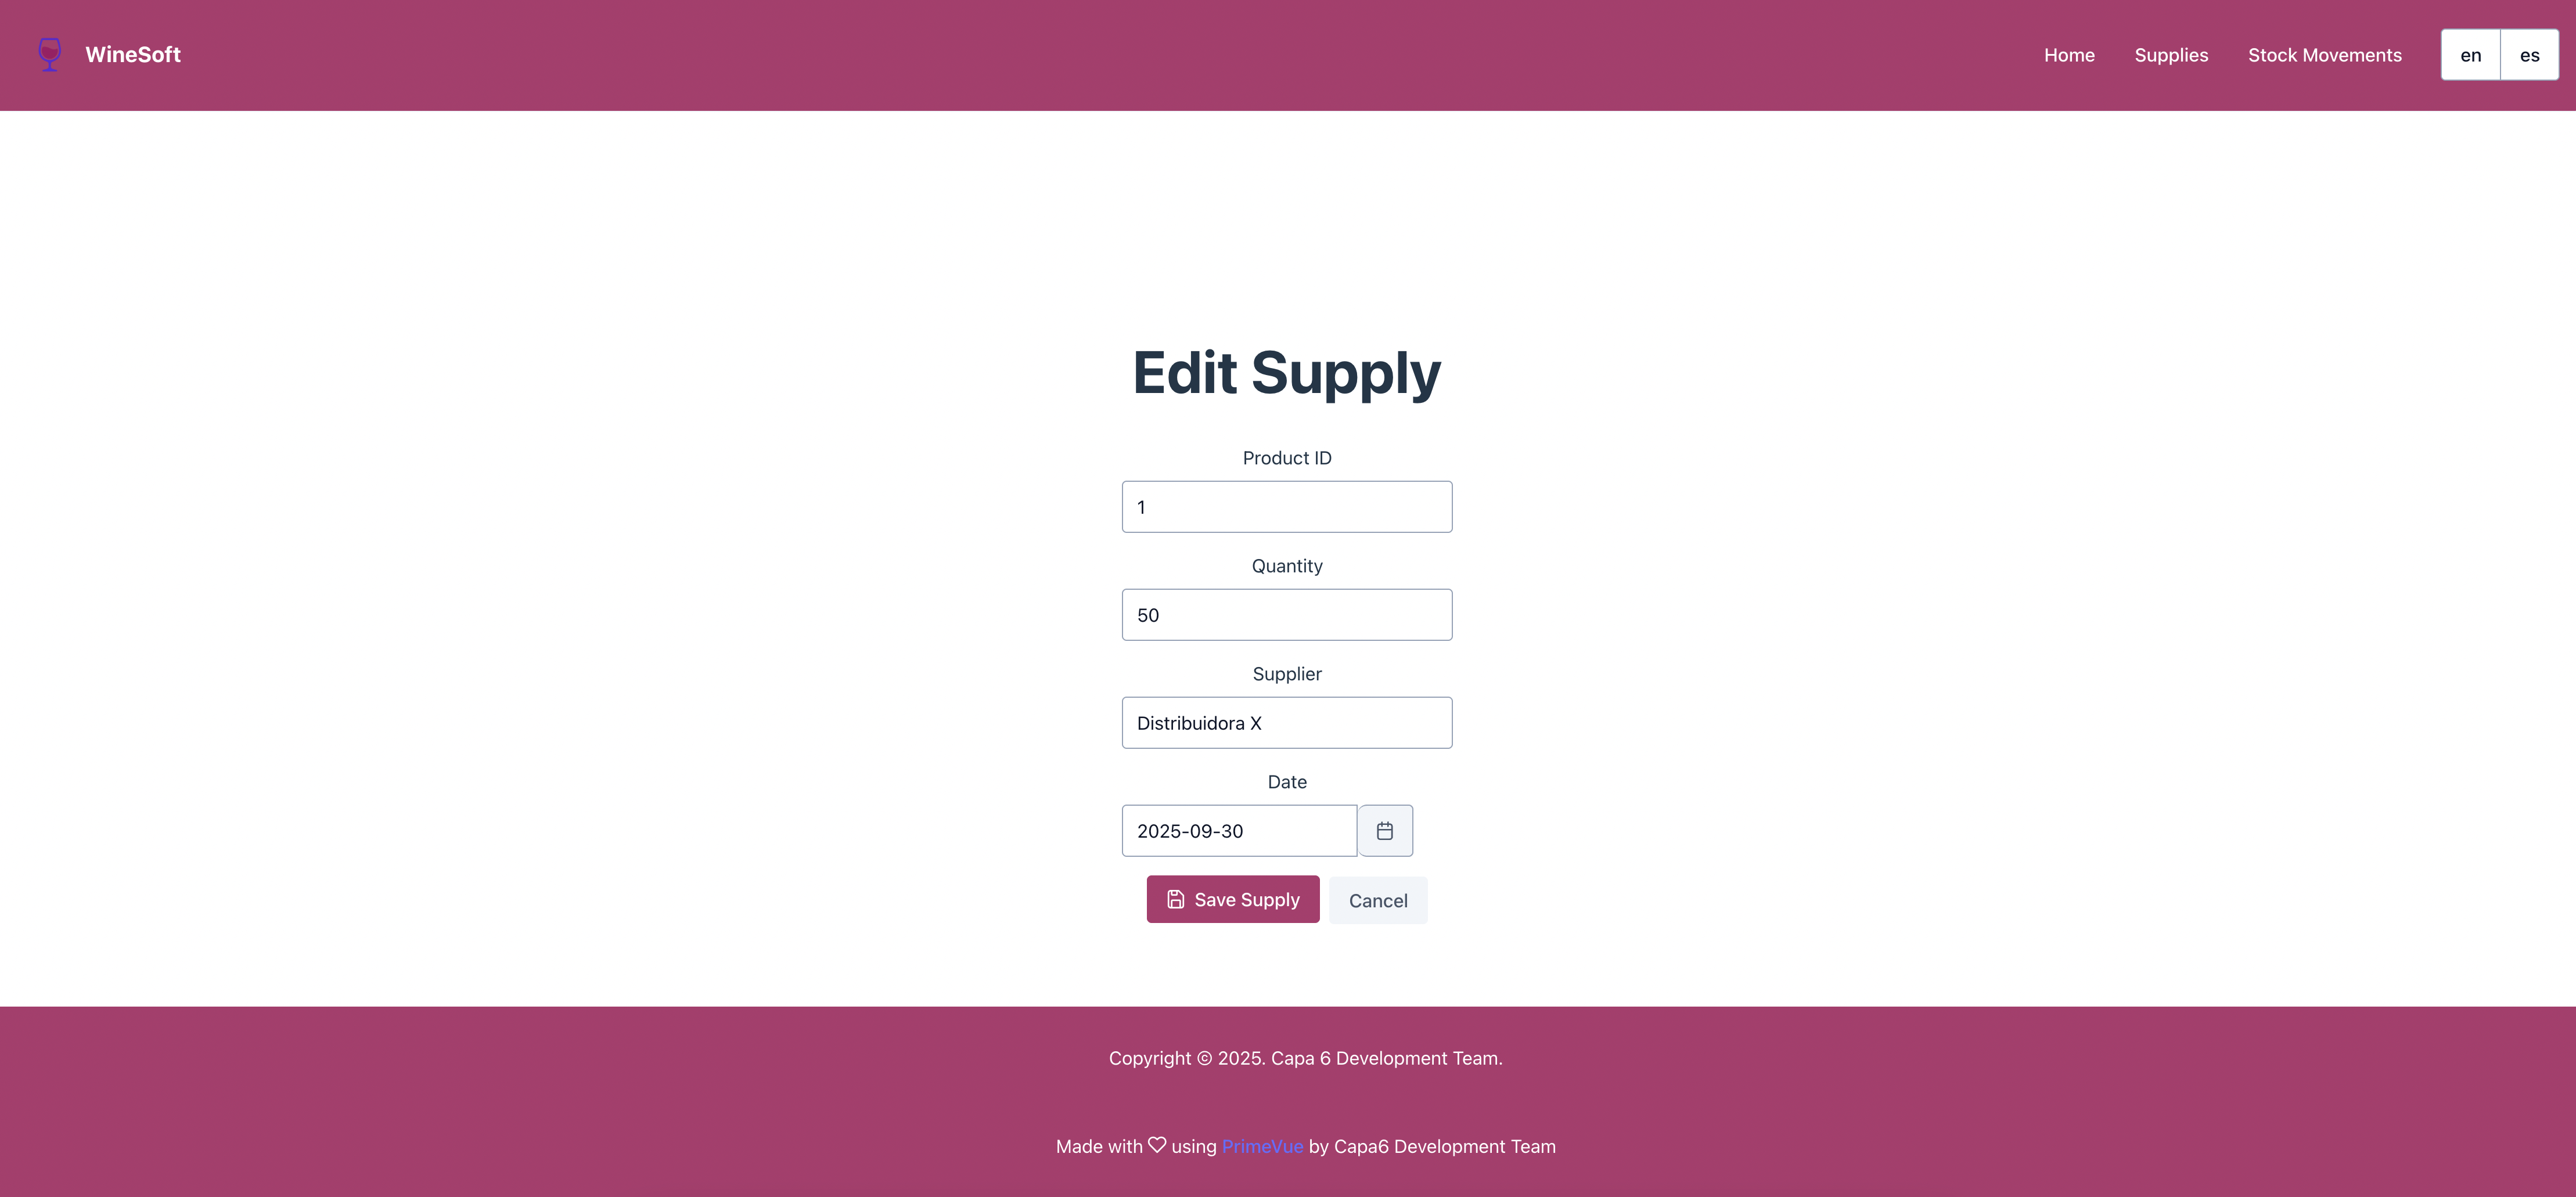 WineSoft
Home Supplies Stock Movements en es
Edit Supply
Product ID
1
Quantity
50
Supplier
Distribuidora X
Date
2025-09-30
Save Supply Cancel
Copyright © 2025. Capa 6 Development Team.
Made with ♡ using PrimeVue by Capa6 Development Team